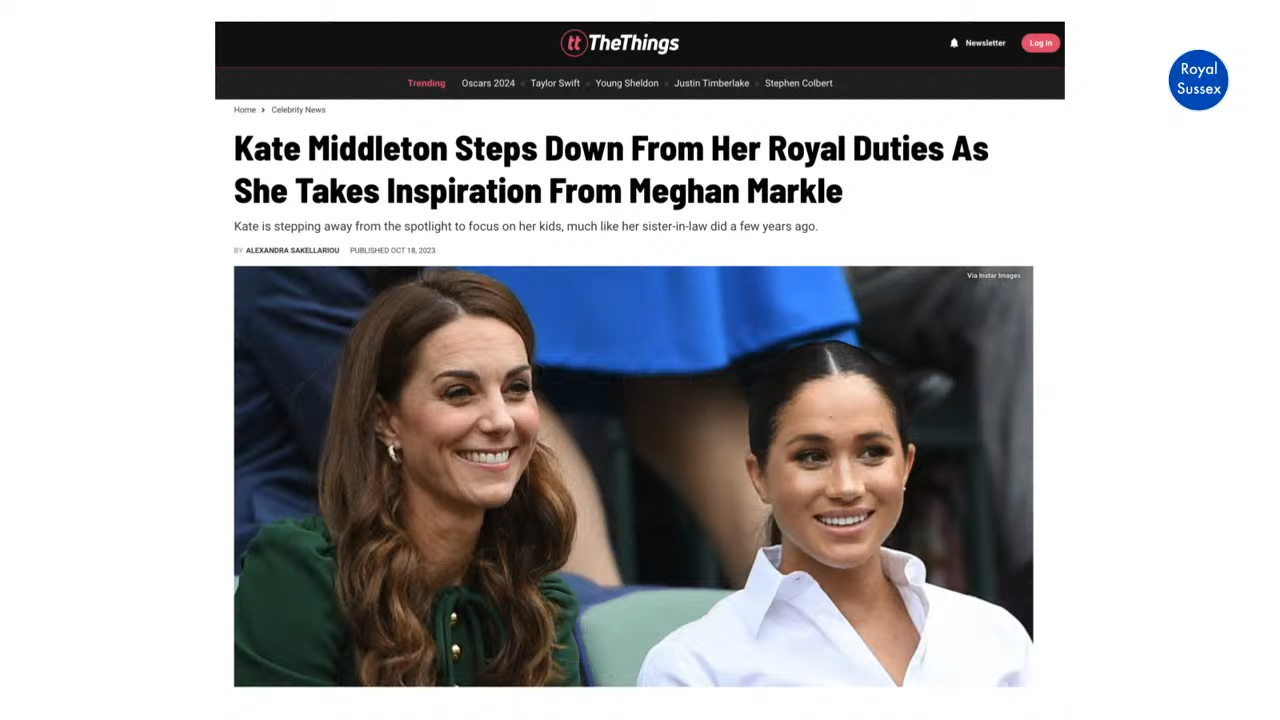 tt TheThings
Newsletter
Log In
Royal
Sussex
Trending Oscars 2024 Taylor Swift Young Sheldon Justin Timberlake Stephen Colbert
Home > Celebrity News
Kate Middleton Steps Down From Her Royal Duties As
She Takes Inspiration From Meghan Markle
Kate is stepping away from the spotlight to focus on her kids, much like her sister-in-law did a few years ago.
BY ALEXANDRA SAKELLARIOU PUBLISHED OCT 18, 2023
Via Instar Images